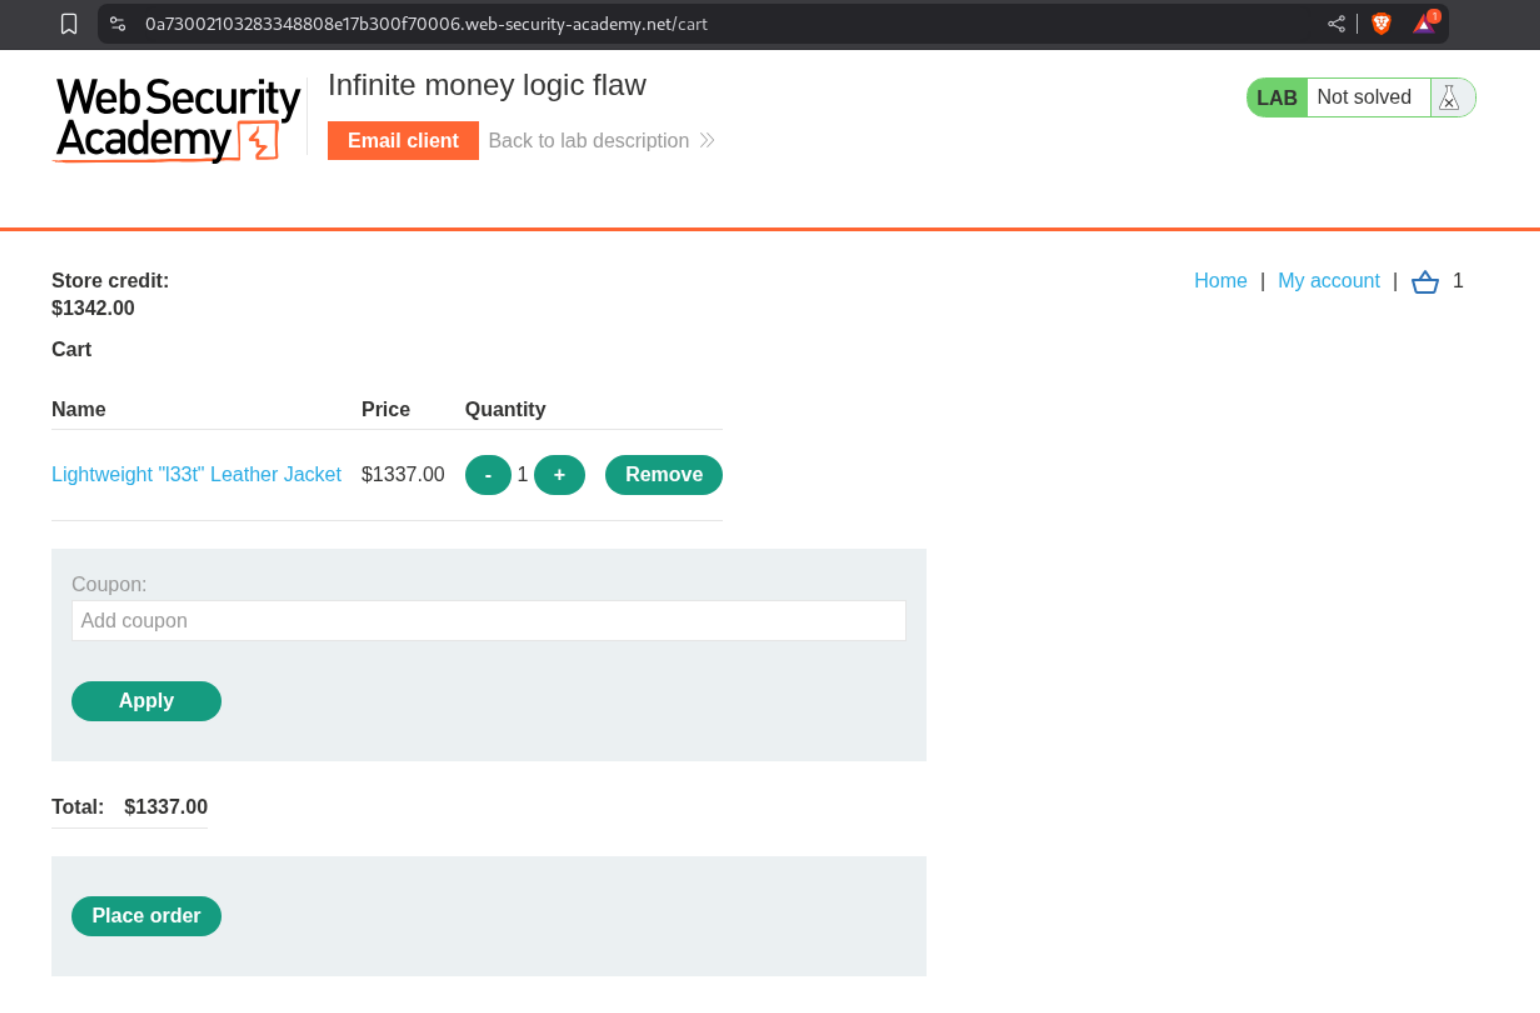 0a73002103283348808e17b300f70006.web-security-academy.net/cart
1
Web Security
Academy
Infinite money logic flaw
Email client
Back to lab description
LAB Not solved
Store credit:
$1342.00
Home | My account | 1
Cart
Name Price Quantity
Lightweight "l33t" Leather Jacket $1337.00 - 1 + Remove
Coupon:
Add coupon
Apply
Total: $1337.00
Place order